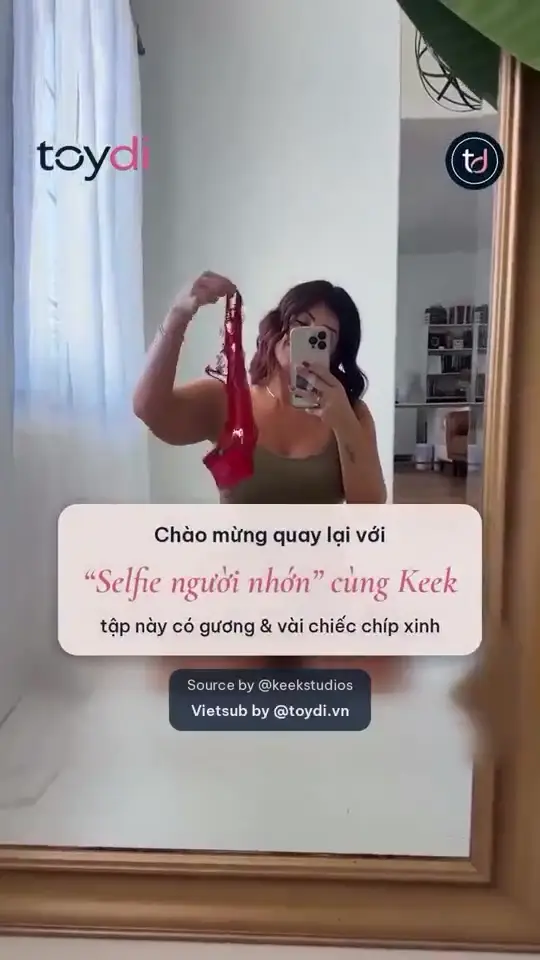 toydi
td
Chào mừng quay lại với
“Selfie người nhớn” cùng Keek
tập này có gương & vài chiếc chíp xinh
Source by @keekstudios
Vietsub by @toydi.vn